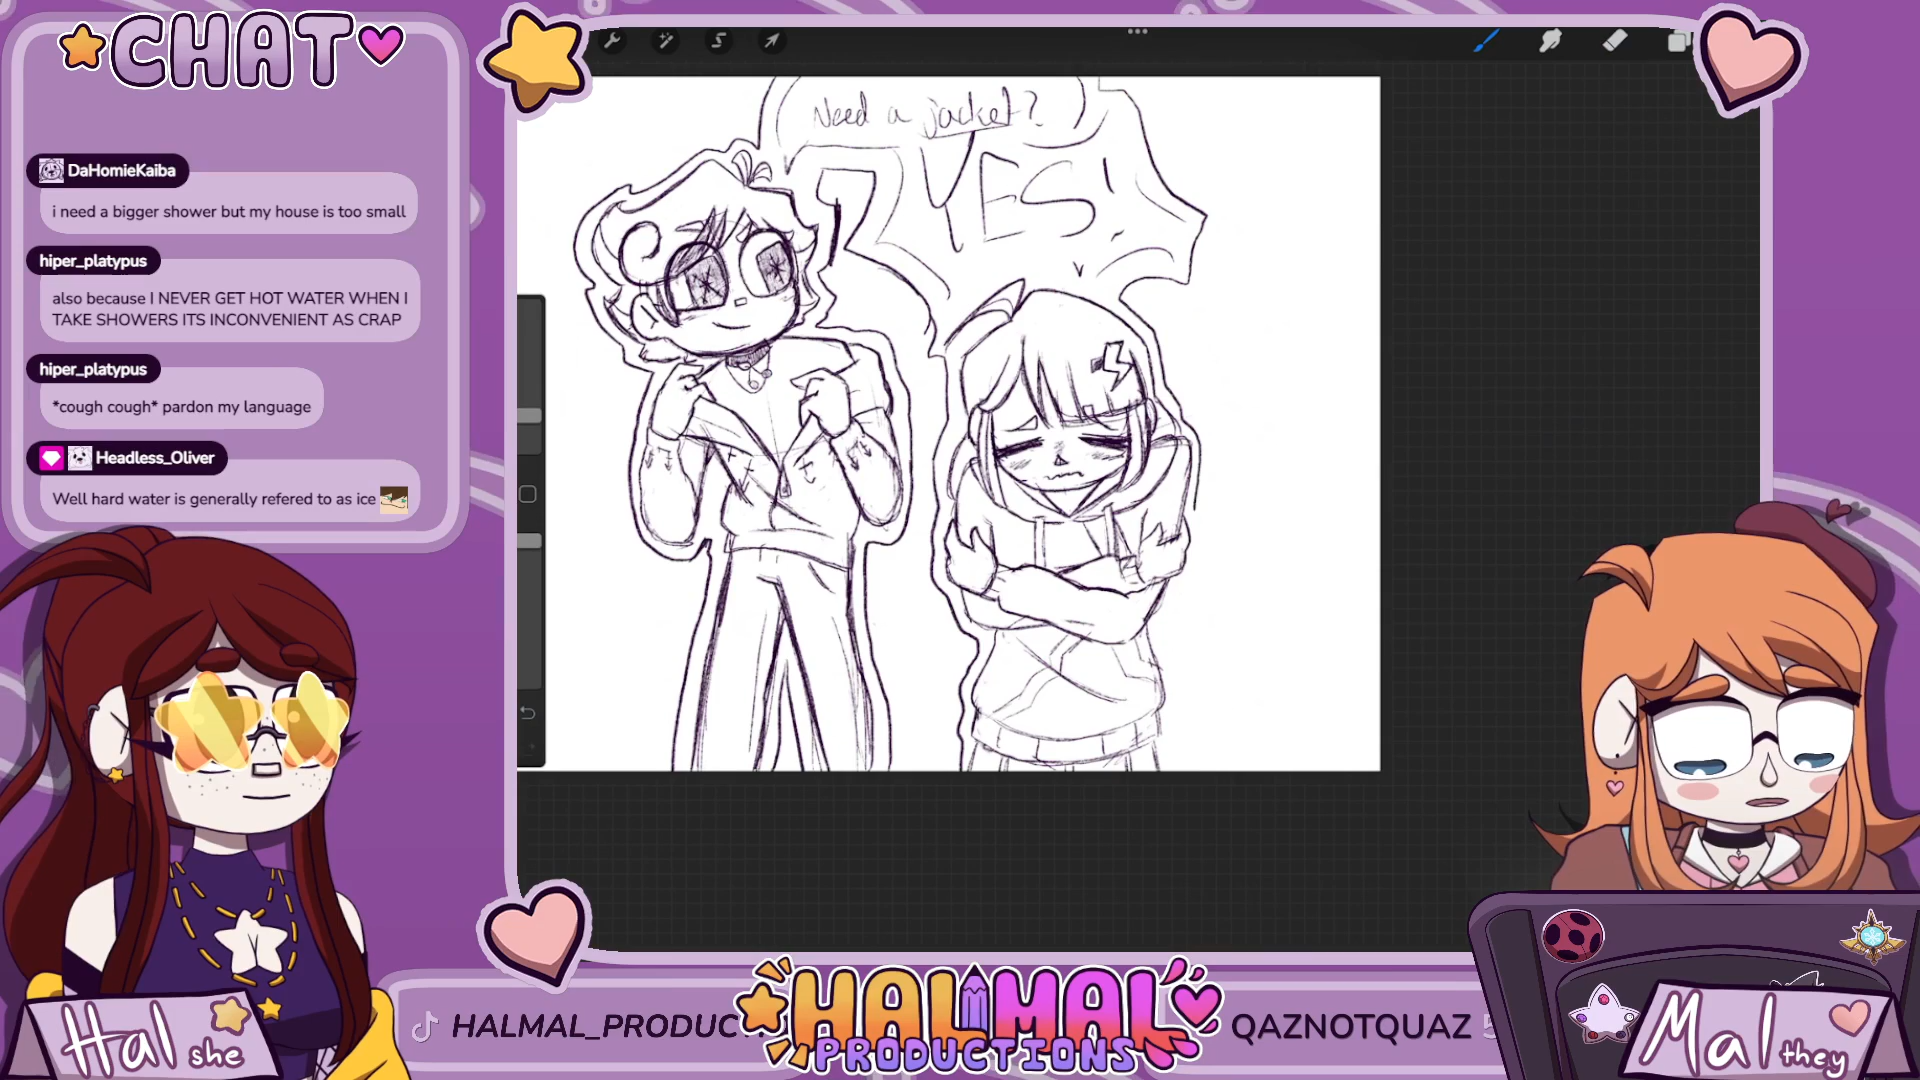 CHAT
DaHomieKaiba
i need a bigger shower but my house is too small
hiper_platypus
also because I NEVER GET HOT WATER WHEN I
TAKE SHOWERS ITS INCONVENIENT AS CRAP
hiper_platypus
*cough cough* pardon my language
Headless_Oliver
Well hard water is generally refered to as ice
Need a jacket?
YES!
Hal she
HALMAL_PRODUC
HALMAL
PRODUCTIONS
QAZNOTQUAZ
Mal they